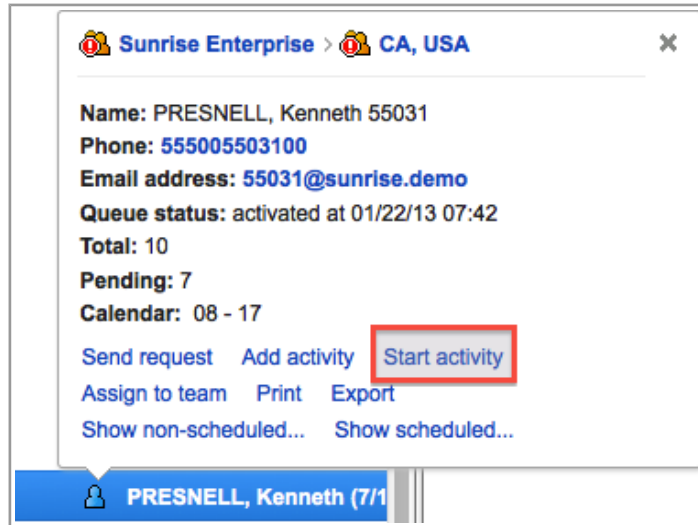 Sunrise Enterprise > CA, USA
Name: PRESNELL, Kenneth 55031
Phone: 555005503100
Email address: 55031@sunrise.demo
Queue status: activated at 01/22/13 07:42
Total: 10
Pending: 7
Calendar: 08 - 17
Send request Add activity Start activity
Assign to team Print Export
Show non-scheduled... Show scheduled...
PRESNELL, Kenneth (7/1